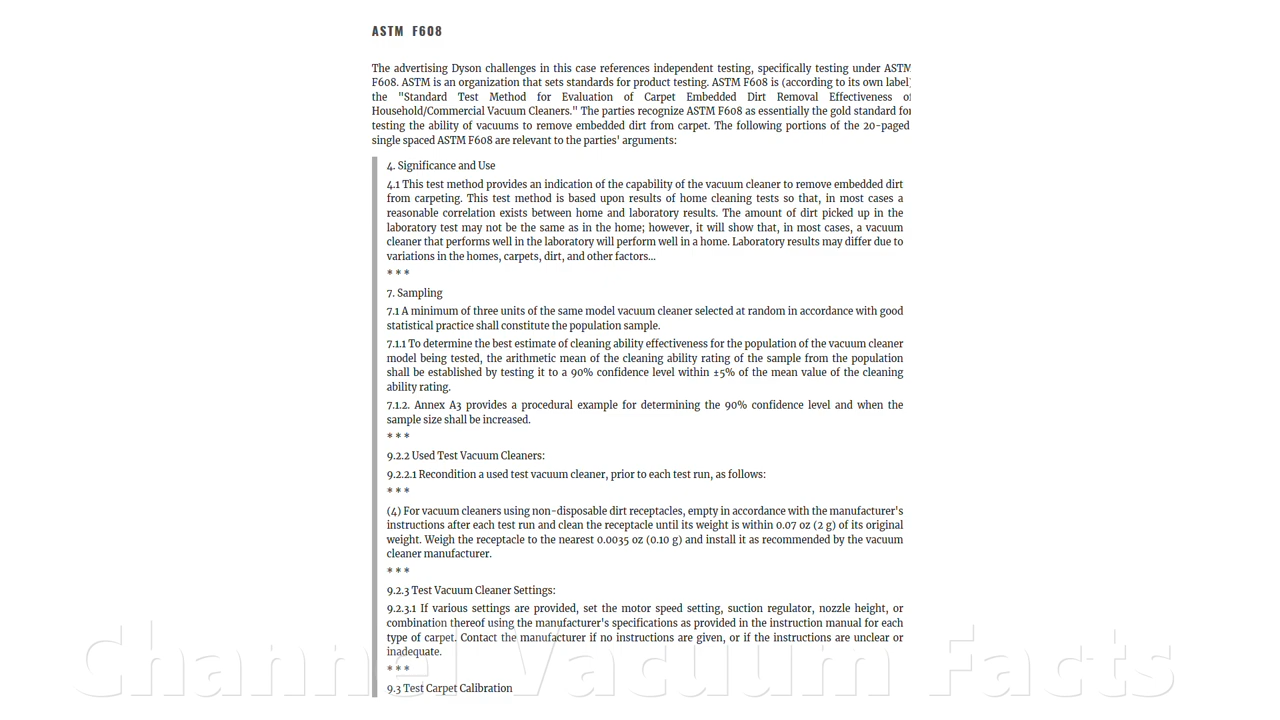 ASTM F608
The advertising Dyson challenges in this case references independent testing, specifically testing under ASTM
F608. ASTM is an organization that sets standards for product testing. ASTM F608 is (according to its own label)
the "Standard Test Method for Evaluation of Carpet Embedded Dirt Removal Effectiveness of
Household/Commercial Vacuum Cleaners." The parties recognize ASTM F608 as essentially the gold standard for
testing the ability of vacuums to remove embedded dirt from carpet. The following portions of the 20-paged
single spaced ASTM F608 are relevant to the parties' arguments:
4. Significance and Use
4.1 This test method provides an indication of the capability of the vacuum cleaner to remove embedded dirt
from carpeting. This test method is based upon results of home cleaning tests so that, in most cases a
reasonable correlation exists between home and laboratory results. The amount of dirt picked up in the
laboratory test may not be the same as in the home; however, it will show that, in most cases, a vacuum
cleaner that performs well in the laboratory will perform well in a home. Laboratory results may differ due to
variations in the homes, carpets, dirt, and other factors...
* * *
7. Sampling
7.1 A minimum of three units of the same model vacuum cleaner selected at random in accordance with good
statistical practice shall constitute the population sample.
7.1.1 To determine the best estimate of cleaning ability effectiveness for the population of the vacuum cleaner
model being tested, the arithmetic mean of the cleaning ability rating of the sample from the population
shall be established by testing it to a 90% confidence level within ±5% of the mean value of the cleaning
ability rating.
7.1.2. Annex A3 provides a procedural example for determining the 90% confidence level and when the
sample size shall be increased.
* * *
9.2.2 Used Test Vacuum Cleaners:
9.2.2.1 Recondition a used test vacuum cleaner, prior to each test run, as follows:
* * *
(4) For vacuum cleaners using non-disposable dirt receptacles, empty in accordance with the manufacturer's
instructions after each test run and clean the receptacle until its weight is within 0.07 oz (2 g) of its original
weight. Weigh the receptacle to the nearest 0.0035 oz (0.10 g) and install it as recommended by the vacuum
cleaner manufacturer.
* * *
9.2.3 Test Vacuum Cleaner Settings:
9.2.3.1 If various settings are provided, set the motor speed setting, suction regulator, nozzle height, or
combination thereof using the manufacturer's specifications as provided in the instruction manual for each
type of carpet. Contact the manufacturer if no instructions are given, or if the instructions are unclear or
inadequate.
* * *
9.3 Test Carpet Calibration
Channel Vacuum Facts